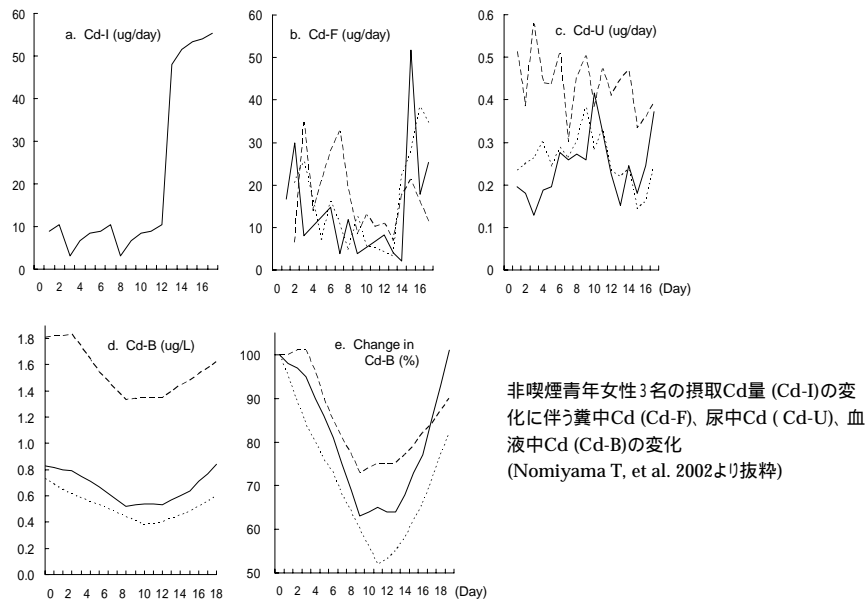 a. Cd-I (ug/day)
60
50
40
30
20
10
0
0 2 4 6 8 10 12 14 16
b. Cd-F (ug/day)
60
50
40
30
20
10
0
0 2 4 6 8 10 12 14 16
c. Cd-U (ug/day)
0.6
0.5
0.4
0.3
0.2
0.1
0
0 2 4 6 8 10 12 14 16 (Day)
d. Cd-B (ug/L)
1.8
1.6
1.4
1.2
1.0
0.8
0.6
0.4
0.2
0.0
0 2 4 6 8 10 12 14 16 18
e. Change in
Cd-B (%)
100
90
80
70
60
50
0 2 4 6 8 10 12 14 16 18 (Day)
非喫煙青年女性3名の摂取Cd量 (Cd-I)の変
化に伴う糞中Cd (Cd-F)、尿中Cd ( Cd-U)、血
液中Cd (Cd-B)の変化
(Nomiyama T, et al. 2002より抜粋)